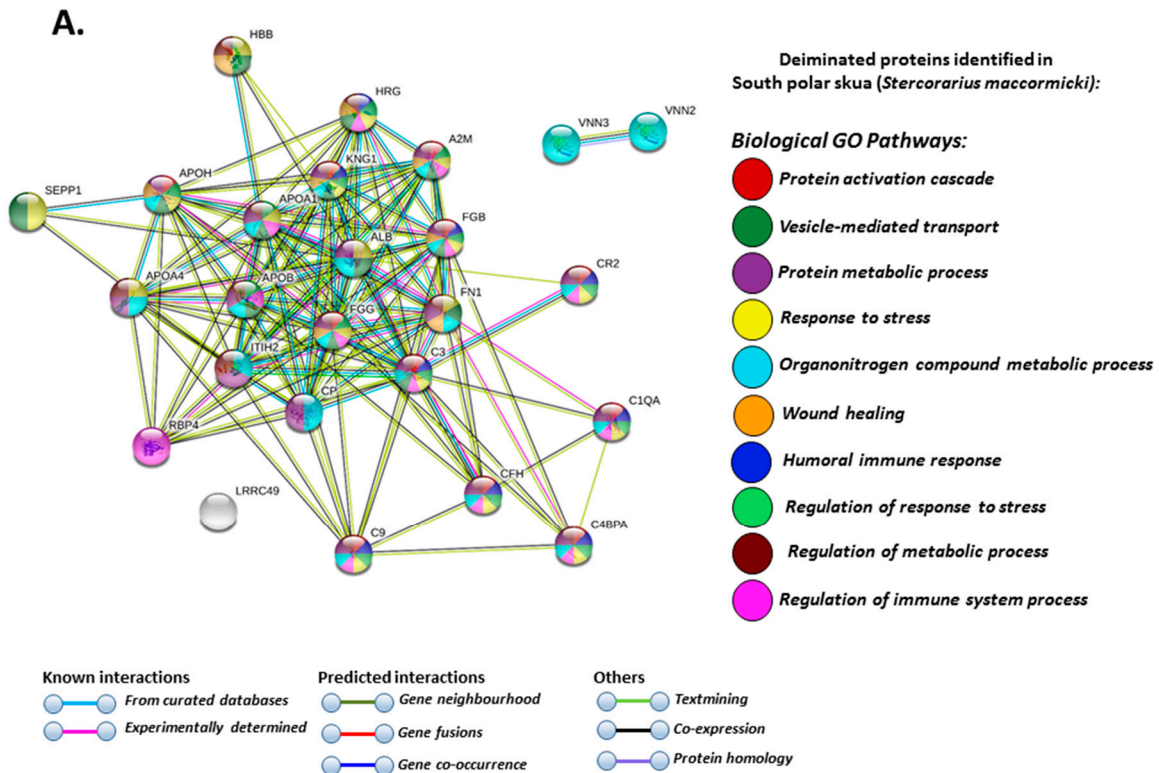 A.
HBB
HRG
VNN2
VNN3
A2M
KNG1
SEPP1
APOH
APOA1
FGB
ALB
CR2
APOA4
APOB
FN1
FGG
ITIH2
C3
CP
C1QA
RBP4
CFH
LRRC49
C9
C4BPA
Deiminated proteins identified in
South polar skua (Stercorarius maccormicki):
Biological GO Pathways:
Protein activation cascade
Vesicle-mediated transport
Protein metabolic process
Response to stress
Organonitrogen compound metabolic process
Wound healing
Humoral immune response
Regulation of response to stress
Regulation of metabolic process
Regulation of immune system process
Known interactions
From curated databases
Experimentally determined
Predicted interactions
Gene neighbourhood
Gene fusions
Gene co-occurrence
Others
Textmining
Co-expression
Protein homology